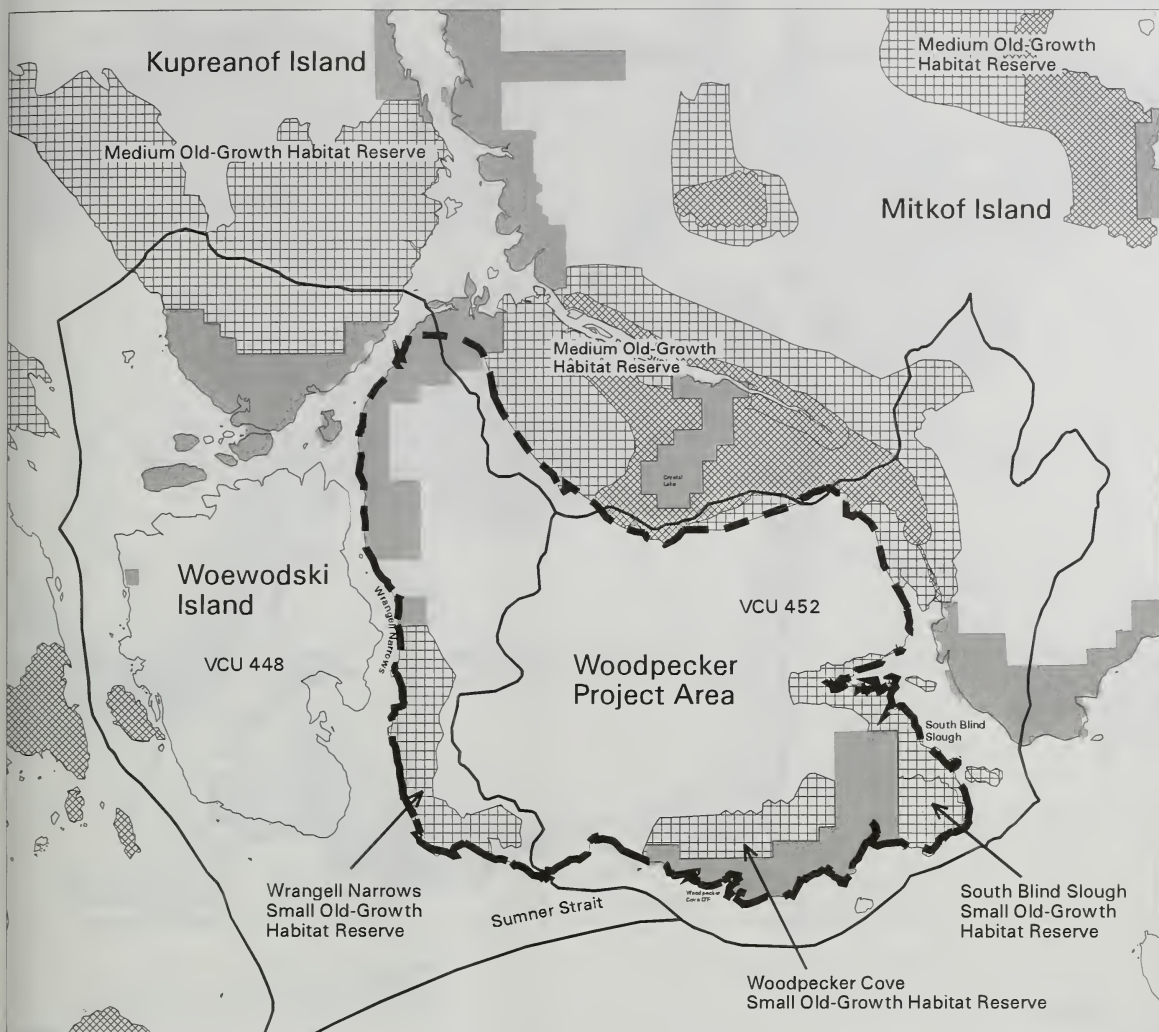 Kupreanof Island
Medium Old-Growth
Habitat Reserve
Medium Old-Growth Habitat Reserve
Mitkof Island
Medium Old-Growth
Habitat Reserve
Crystal
Lake
Woewodski
Island
Wrangell Narrows
VCU 448
VCU 452
Woodpecker
Project Area
South Blind
Slough
Wrangell Narrows
Small Old-Growth
Habitat Reserve
Sumner Strait
Woodpecker
Cove
South Blind Slough
Small Old-Growth
Habitat Reserve
Woodpecker Cove
Small Old-Growth Habitat Reserve